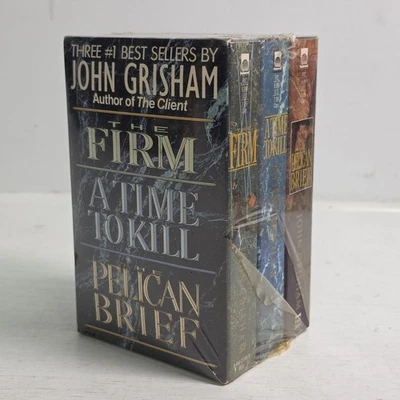 THREE #1 BEST SELLERS BY
JOHN GRISHAM
Author of The Client
THE
FIRM
A TIME
TO KILL
THE
PELICAN
BRIEF
FIRM
A TIME TO KILL
PELICAN BRIEF